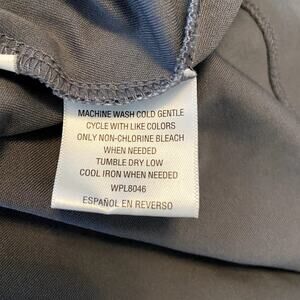 MACHINE WASH COLD GENTLE
CYCLE WITH LIKE COLORS
ONLY NON-CHLORINE BLEACH
WHEN NEEDED
TUMBLE DRY LOW
COOL IRON WHEN NEEDED
WPL8046
ESPAÑOL EN REVERSO